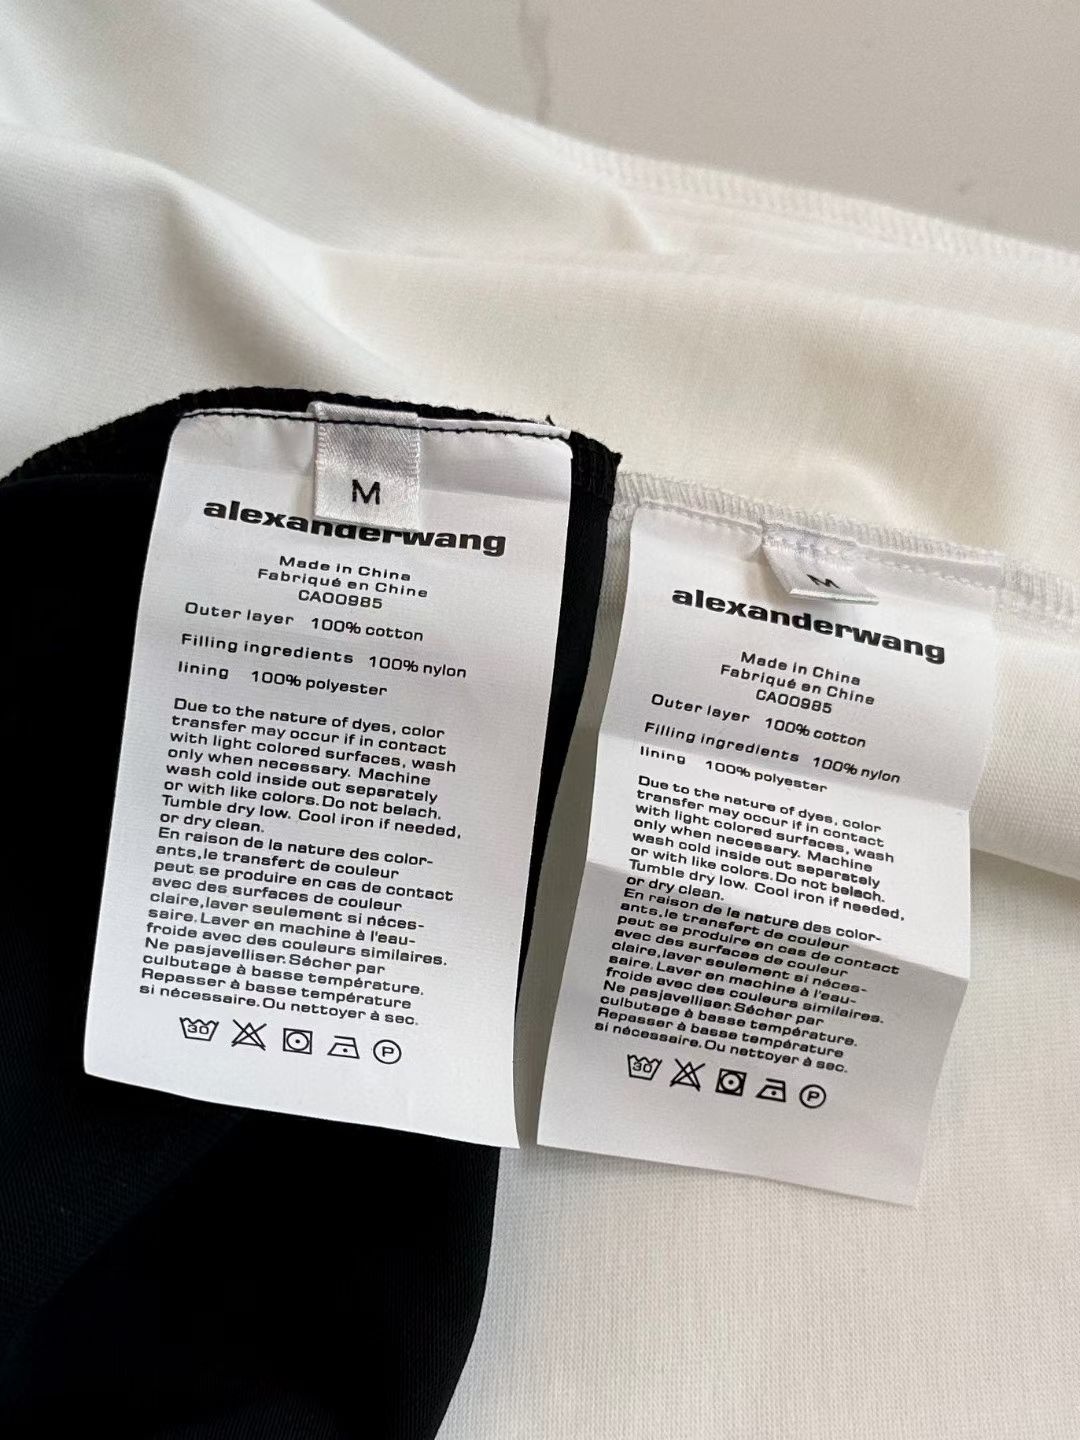 M
alexanderwang
Made in China
Fabriqué en Chine
CA00985
Outer layer 100% cotton
Filling ingredients 100% nylon
lining 100% polyester
Due to the nature of dyes, color
transfer may occur if in contact
with light colored surfaces, wash
only when necessary. Machine
wash cold inside out separately
or with like colors.Do not belach.
Tumble dry low. Cool iron if needed,
or dry clean.
En raison de la nature des color-
ants,le transfert de couleur
peut se produire en cas de contact
avec des surfaces de couleur
claire,laver seulement si néces-
saire.Laver en machine à l'eau-
froide avec des couleurs similaires.
Ne pasjavelliser.Sécher par
culbutage à basse température.
Repasser à basse température
si nécessaire.Ou nettoyer à sec.
30 P
M
alexanderwang
Made in China
Fabriqué en Chine
CA00985
Outer layer 100% cotton
Filling ingredients 100% nylon
lining 100% polyester
Due to the nature of dyes, color
transfer may occur if in contact
with light colored surfaces, wash
only when necessary. Machine
wash cold inside out separately
or with like colors.Do not belach.
Tumble dry low. Cool iron if needed,
or dry clean.
En raison de la nature des color-
ants,le transfert de couleur
peut se produire en cas de contact
avec des surfaces de couleur
claire,laver seulement si néces-
saire.Laver en machine à l'eau-
froide avec des couleurs similaires.
Ne pasjavelliser.Sécher par
culbutage à basse température.
Repasser à basse température
si nécessaire.Ou nettoyer à sec.
30 P